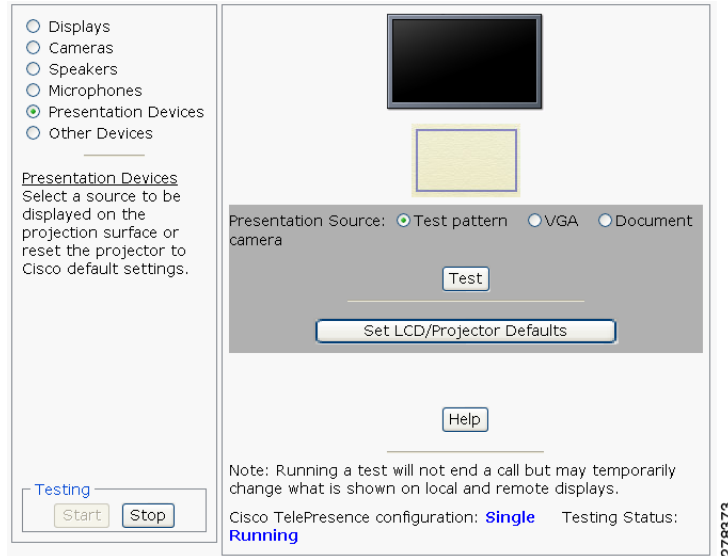 Displays
Cameras
Speakers
Microphones
Presentation Devices
Other Devices
Presentation Devices
Select a source to be
displayed on the
projection surface or
reset the projector to
Cisco default settings.
Testing
Start Stop
Presentation Source: Test pattern VGA Document
camera
Test
Set LCD/Projector Defaults
Help
Note: Running a test will not end a call but may temporarily
change what is shown on local and remote displays.
Cisco TelePresence configuration: Single Testing Status:
Running